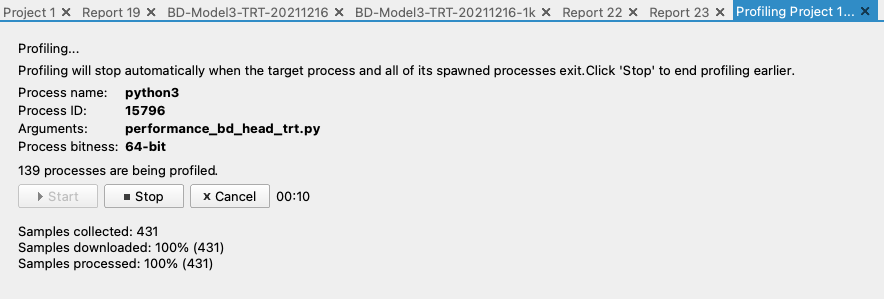 Project 1 ✕ Report 19 ✕ BD-Model3-TRT-20211216 ✕ BD-Model3-TRT-20211216-1k ✕ Report 22 ✕ Report 23 ✕ Profiling Project 1... ✕
Profiling...
Profiling will stop automatically when the target process and all of its spawned processes exit.Click 'Stop' to end profiling earlier.
Process name: python3
Process ID: 15796
Arguments: performance_bd_head_trt.py
Process bitness: 64-bit
139 processes are being profiled.
Start Stop x Cancel 00:10
Samples collected: 431
Samples downloaded: 100% (431)
Samples processed: 100% (431)